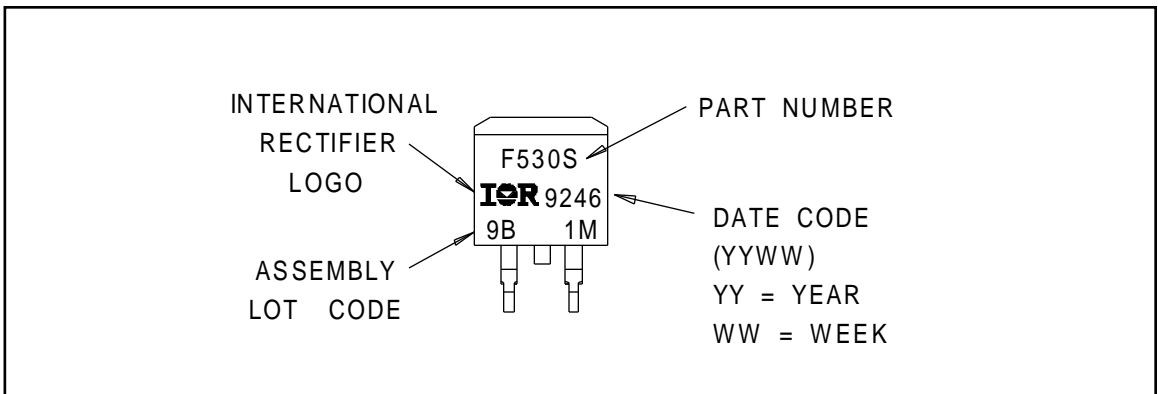 INTERNATIONAL
RECTIFIER
LOGO
ASSEMBLY
LOT CODE
F530S
IOR 9246
9B 1M
PART NUMBER
DATE CODE
(YYWW)
YY = YEAR
WW = WEEK